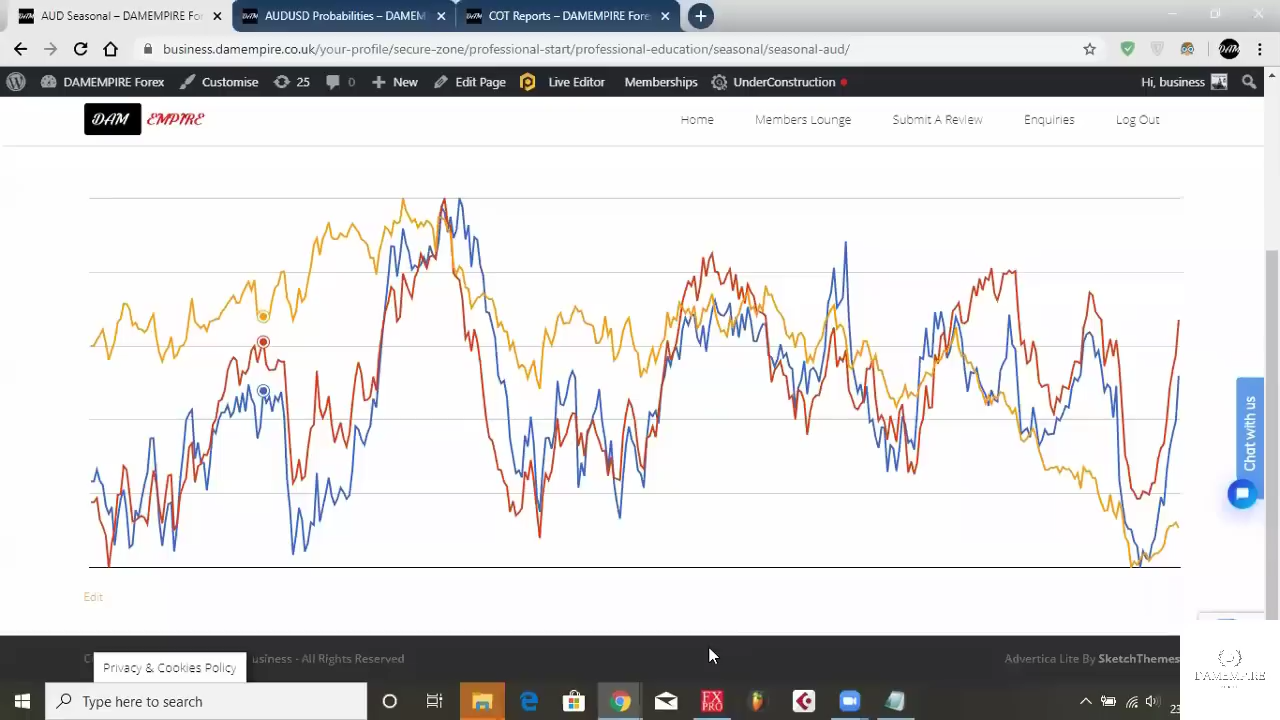 AUD Seasonal – DAMEMPIRE For
AUDUSD Probabilities – DAMEM
COT Reports – DAMEMPIRE Fore
business.damempire.co.uk/your-profile/secure-zone/professional-start/professional-education/seasonal/seasonal-aud/
DAMEMPIRE Forex Customise 25 0 New Edit Page Live Editor Memberships UnderConstruction Hi, business
DAM EMPIRE Home Members Lounge Submit A Review Enquiries Log Out
Chat with us
Edit
usiness - All Rights Reserved Advertica Lite By SketchThemes
Privacy & Cookies Policy
DAMEMPIRE
Type here to search
FX PRO